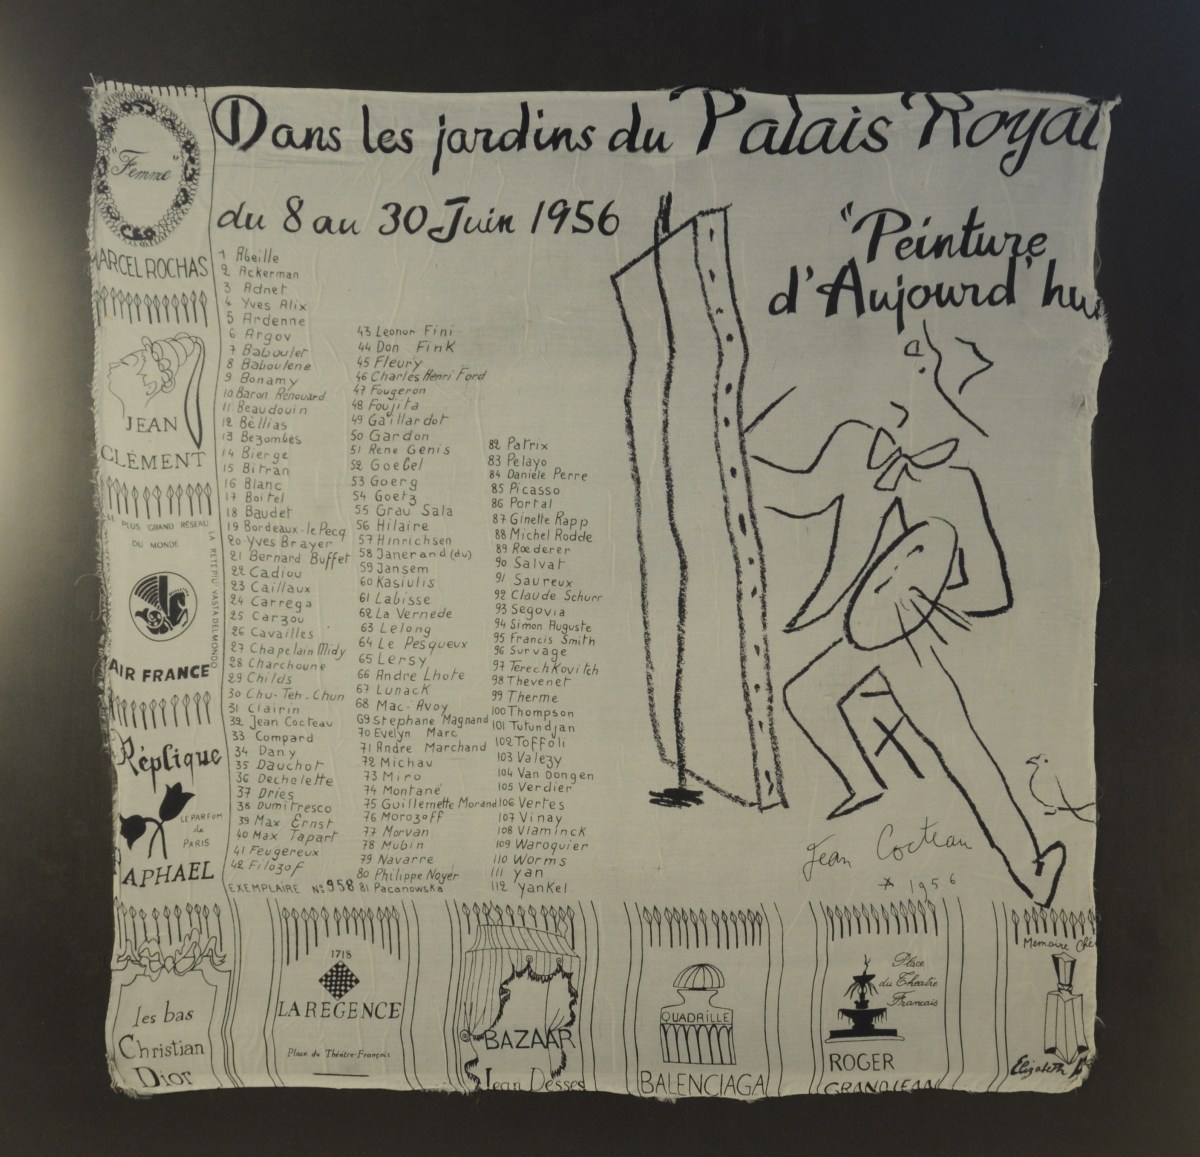 Dans les jardins du Palais Royal
du 8 au 30 Juin 1956
"Peinture
d'Aujourd'hui
"Femme"
MARCEL ROCHAS
JEAN
CLÉMENT
LE PLUS GRAND RÉSEAU
DU MONDE
LA RETE PIU VASTA DEL MONDO
AIR FRANCE
Réplique
LE PARFUM
de
PARIS
RAPHAEL
1 Abeille
2 Ackerman
3 Adnet
4 Yves Alix
5 Ardenne
6 Argov
7 Baboulet
8 Baboulene
9 Bonamy
10 Baron Renouard
11 Beaudouin
12 Bellias
13 Bezombes
14 Bierge
15 Bitran
16 Blanc
17 Boitel
18 Baudet
19 Bordeaux-le Pecq
20 Yves Brayer
21 Bernard Buffet
22 Cadiou
23 Caillaux
24 Carrega
25 Carzou
26 Cavailles
27 Chapelain Midy
28 Charchoune
29 Childs
30 Chu-Teh-Chun
31 Clairin
32 Jean Cocteau
33 Compard
34 Dany
35 Dauchot
36 Dechelette
37 Dries
38 Dumitresco
39 Max Ernst
40 Max Tapart
41 Feugereux
42 Filozof
EXEMPLAIRE N° 958
43 Leonor Fini
44 Don Fink
45 Fleury
46 Charles Henri Ford
47 Fougeron
48 Foujita
49 Gaillardot
50 Gardon
51 Rene Genis
52 Goebel
53 Goerg
54 Goetz
55 Grau Sala
56 Hilaire
57 Hinrichsen
58 Janerand (du)
59 Jansem
60 Kasiulis
61 Labisse
62 La Vernede
63 Lelong
64 Le Pesqueux
65 Lersy
66 Andre Lhote
67 Lunack
68 Mac-Avoy
69 Stephane Magnand
70 Evelyn Marc
71 Andre Marchand
72 Michau
73 Miro
74 Montané
75 Guillemette Morand
76 Morozoff
77 Morvan
78 Mubin
79 Navarre
80 Philippe Noyer
81 Pacanowska
82 Patrix
83 Pelayo
84 Daniele Perre
85 Picasso
86 Portal
87 Ginette Rapp
88 Michel Rodde
89 Rœderer
90 Salvat
91 Saureux
92 Claude Schurr
93 Segovia
94 Simon Auguste
95 Francis Smith
96 Survage
97 Terechkovitch
98 Thevenet
99 Therme
100 Thompson
101 Tutundjan
102 Toffoli
103 Valezy
104 Van Dongen
105 Verdier
106 Vertes
107 Vinay
108 Vlaminck
109 Waroquier
110 Worms
111 Yan
112 Yankel
Jean Cocteau
1956
les bas
Christian
Dior
1718
LA REGENCE
Place du Théâtre-Français
BAZAAR
Jean Desses
QUADRILLE
BALENCIAGA
Place
du Théatre
Francais
ROGER
GRANDJEAN
Memoire
Elizabeth